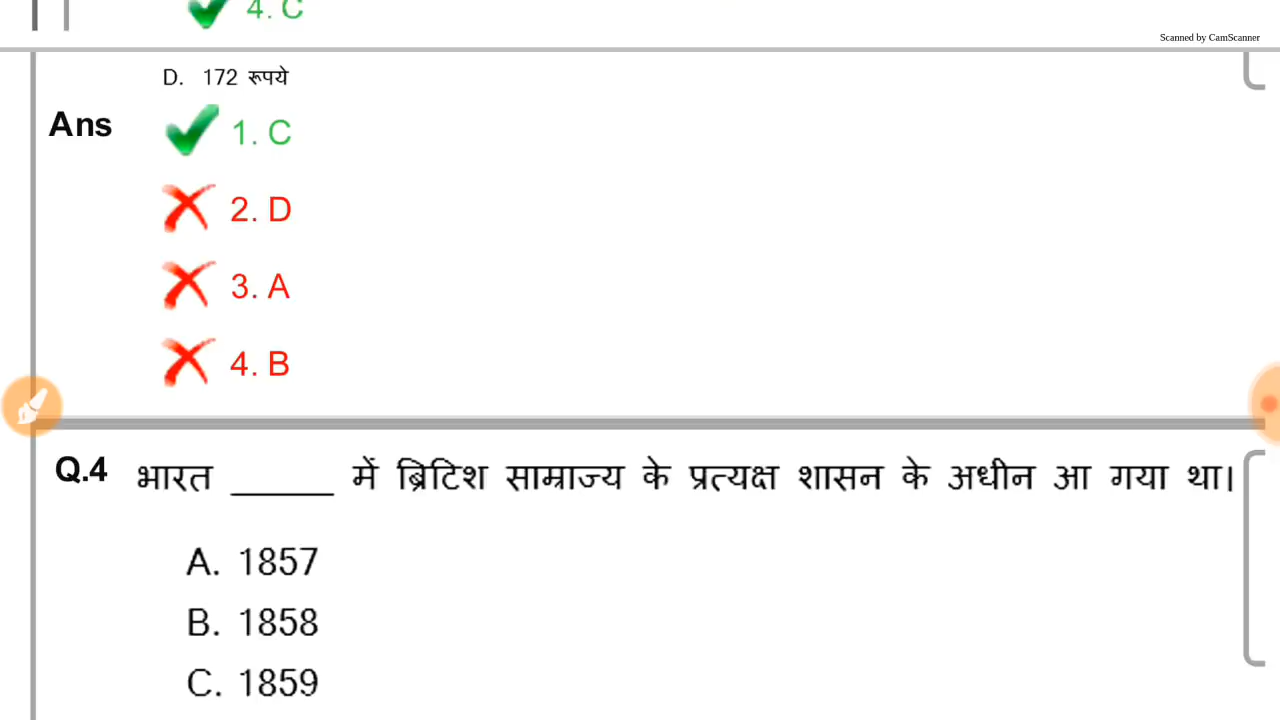 4. C
Scanned by CamScanner
D. 172 रूपये
Ans
1. C
2. D
3. A
4. B
Q.4 भारत ______ में ब्रिटिश साम्राज्य के प्रत्यक्ष शासन के अधीन आ गया था।
A. 1857
B. 1858
C. 1859